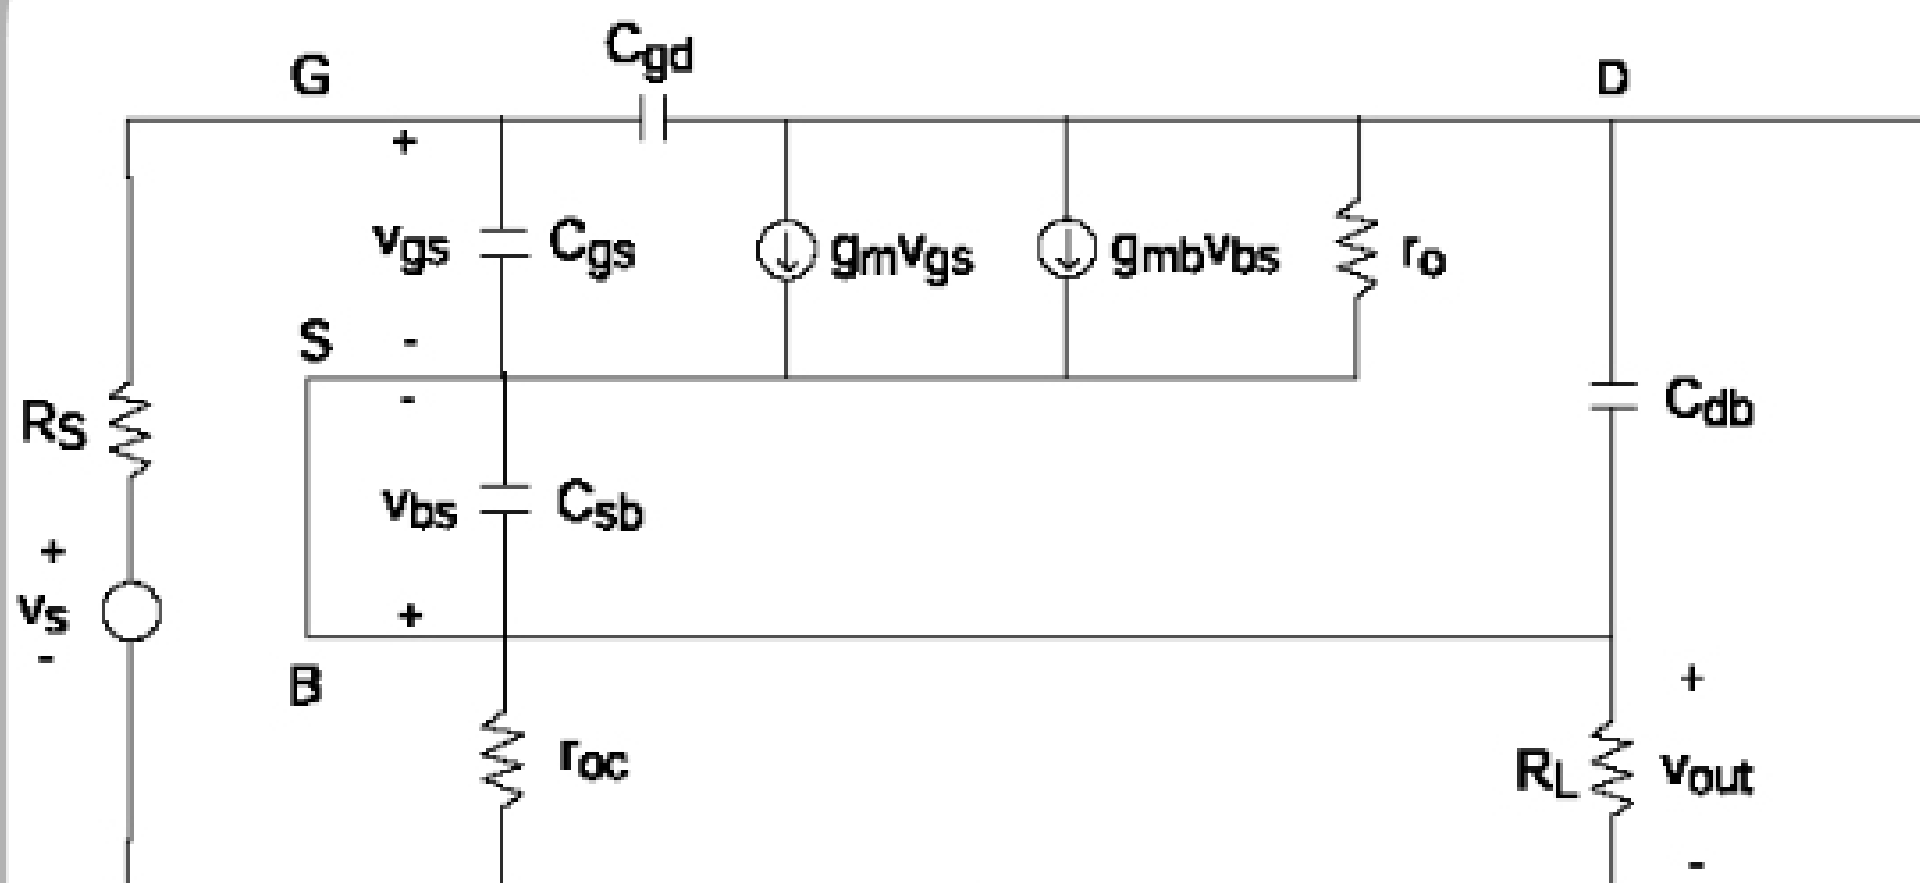 Cgd
G
D
+
vgs
Cgs
gmvgs
gmbvbs
ro
S
-
-
RS
Cdb
vbs
Csb
+
vs
-
+
B
+
roc
RL
vout
-